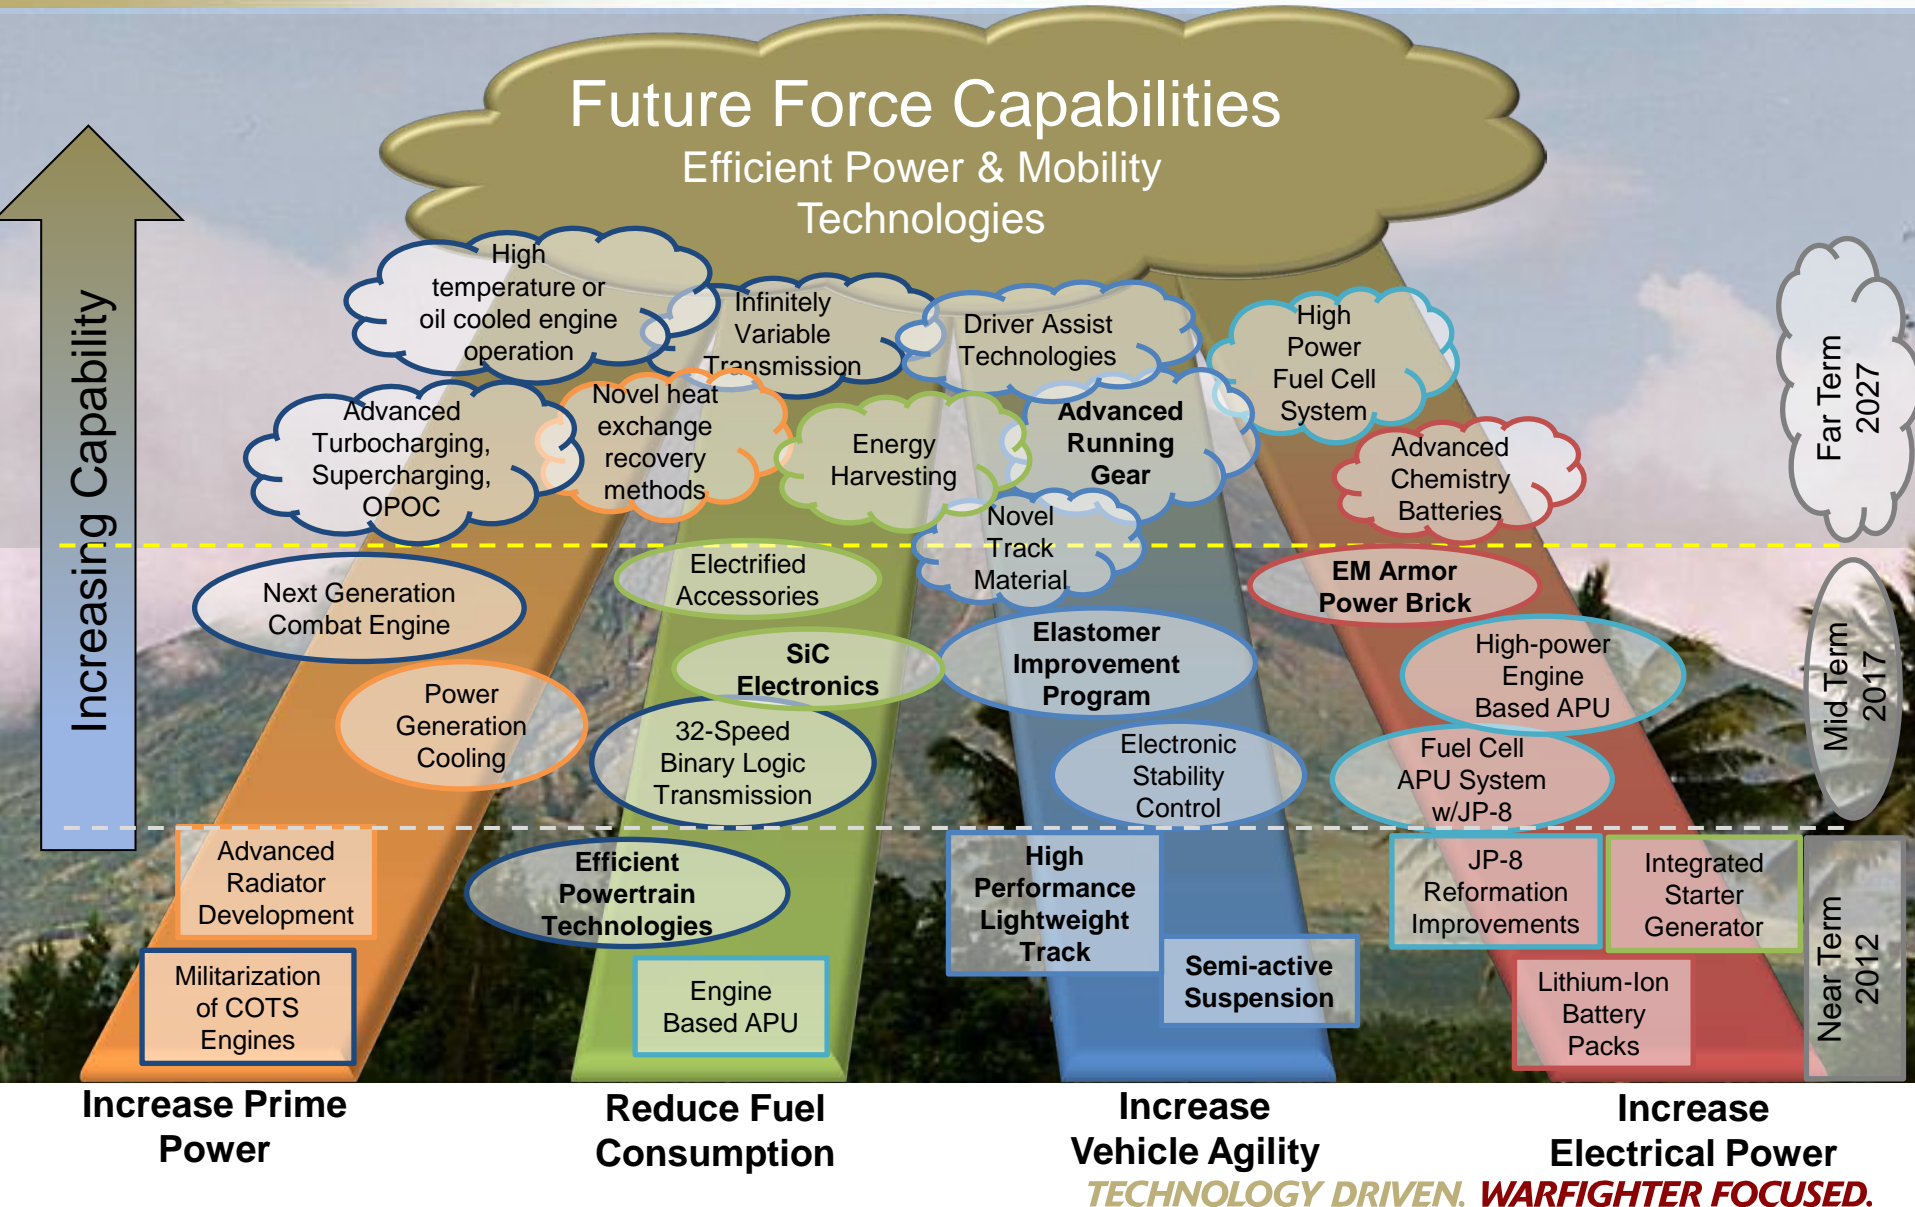 Future Force Capabilities
Efficient Power & Mobility
Technologies
Increasing Capability
High
temperature or
oil cooled engine
operation
Infinitely
Variable
Transmission
Driver Assist
Technologies
High
Power
Fuel Cell
System
Far Term
2027
Advanced
Turbocharging,
Supercharging,
OPOC
Novel heat
exchange
recovery
methods
Energy
Harvesting
Advanced
Running
Gear
Advanced
Chemistry
Batteries
Novel
Track
Material
Next Generation
Combat Engine
Electrified
Accessories
EM Armor
Power Brick
SiC
Electronics
Elastomer
Improvement
Program
High-power
Engine
Based APU
Mid Term
2017
Power
Generation
Cooling
32-Speed
Binary Logic
Transmission
Electronic
Stability
Control
Fuel Cell
APU System
w/JP-8
Advanced
Radiator
Development
Efficient
Powertrain
Technologies
High
Performance
Lightweight
Track
JP-8
Reformation
Improvements
Integrated
Starter
Generator
Near Term
2012
Militarization
of COTS
Engines
Engine
Based APU
Semi-active
Suspension
Lithium-Ion
Battery
Packs
Increase Prime
Power
Reduce Fuel
Consumption
Increase
Vehicle Agility
Increase
Electrical Power
TECHNOLOGY DRIVEN. WARFIGHTER FOCUSED.